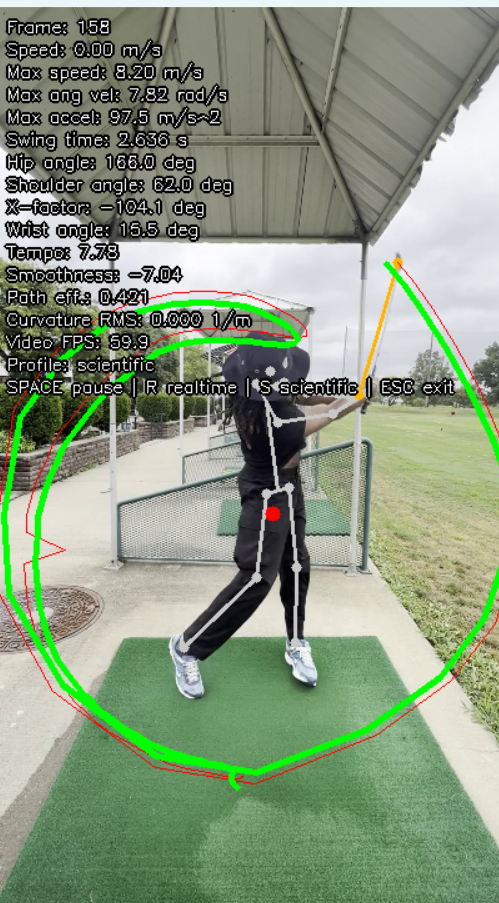 Frame: 158
Speed: 0.00 m/s
Max speed: 8.20 m/s
Max ang vel: 7.82 rad/s
Max accel: 97.5 m/s^2
Swing time: 2.636 s
Hip angle: 166.0 deg
Shoulder angle: 62.0 deg
X-factor: -104.1 deg
Wrist angle: 16.5 deg
Tempo: 7.78
Smoothness: -7.04
Path eff.: 0.421
Curvature RMS: 0.000 1/m
Video FPS: 59.9
Profile: scientific
SPACE pause | R realtime | S scientific | ESC exit